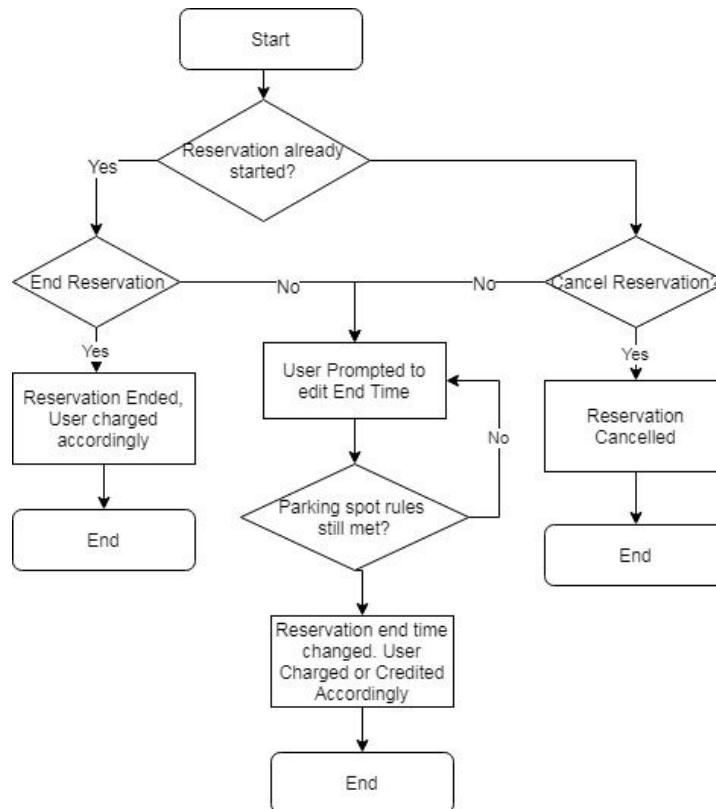 Start
Reservation already
started?
Yes
End Reservation
No
No
Cancel Reservation?
Yes
Yes
User Prompted to
edit End Time
Reservation Ended,
User charged
accordingly
Reservation
Cancelled
No
Parking spot rules
still met?
End
End
Reservation end time
changed. User
Charged or Credited
Accordingly
End